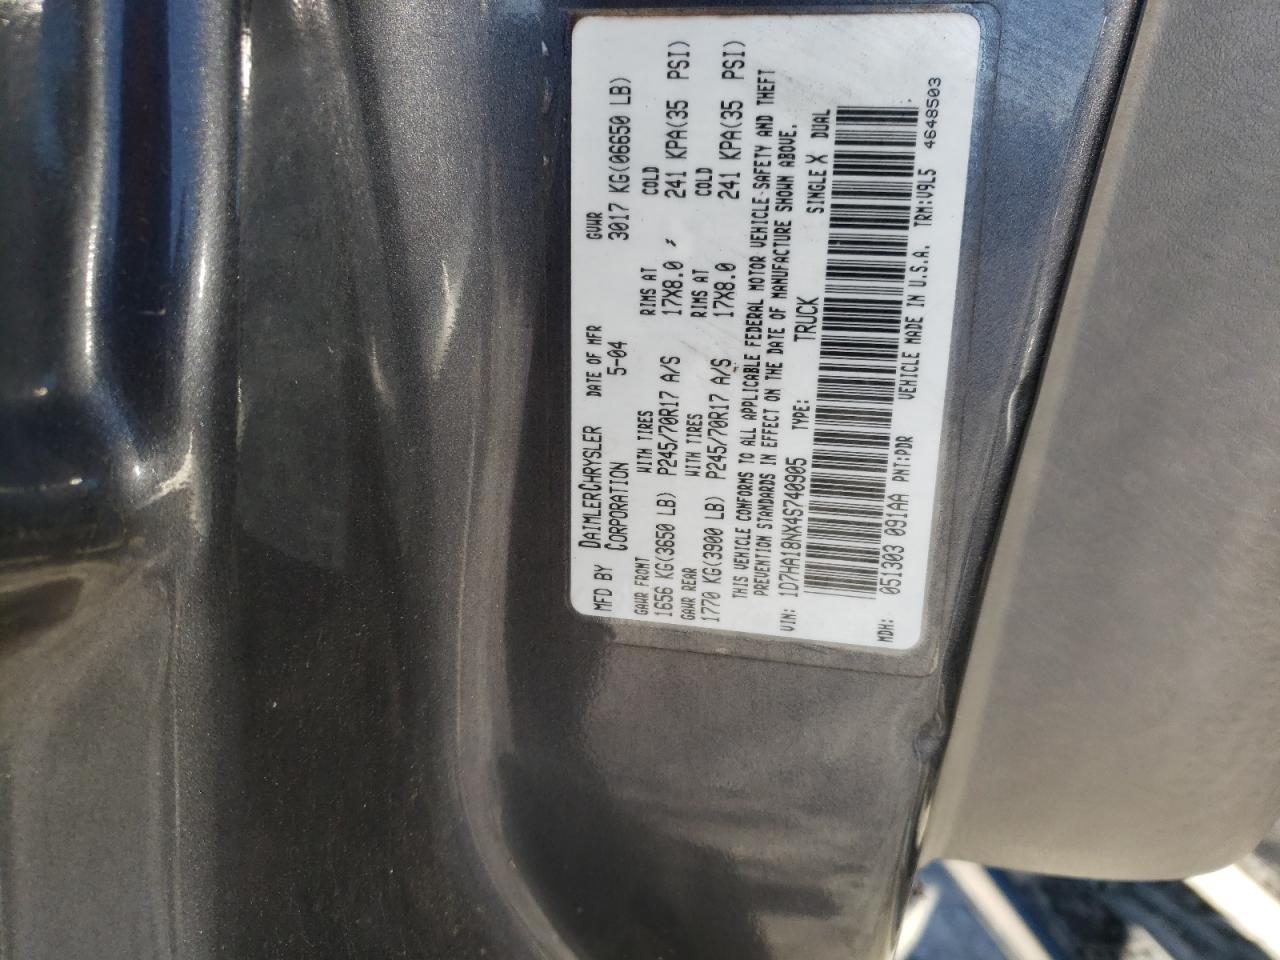 MFD BY DAIMLERCHRYSLER CORPORATION DATE OF MFR 5-04 GVWR 3017 KG(06650 LB)
GAWR FRONT WITH TIRES RIMS AT COLD
1656 KG(3650 LB) P245/70R17 A/S 17X8.0 241 KPA(35 PSI)
GAWR REAR WITH TIRES RIMS AT COLD
1770 KG(3900 LB) P245/70R17 A/S 17X8.0 241 KPA(35 PSI)
THIS VEHICLE CONFORMS TO ALL APPLICABLE FEDERAL MOTOR VEHICLE SAFETY AND THEFT
PREVENTION STANDARDS IN EFFECT ON THE DATE OF MANUFACTURE SHOWN ABOVE.
VIN: 1D7HA18NX4S740905 TYPE: TRUCK SINGLE X DUAL
MDH: 051303 091AA PNT:PDR VEHICLE MADE IN U.S.A. TRM:V9L5 4648503